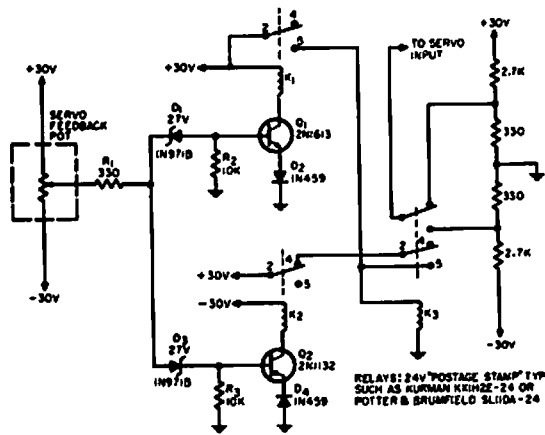 +30V
SERVO
FEEDBACK
POT
-30V
R1
330
D1
27V
1N971B
R2
10K
+30V
2
4
5
K1
Q1
2N1613
D2
1N459
D3
27V
1N971B
R3
10K
+30V
-30V
2
4
5
K2
Q2
2N1132
D4
1N459
TO SERVO
INPUT
2
4
5
K3
+30V
2.7K
330
330
2.7K
-30V
RELAYS: 24V "POSTAGE STAMP" TYP
SUCH AS KURMAN KK1H2E-24 OR
POTTER & BRUMFIELD SL11DA-24